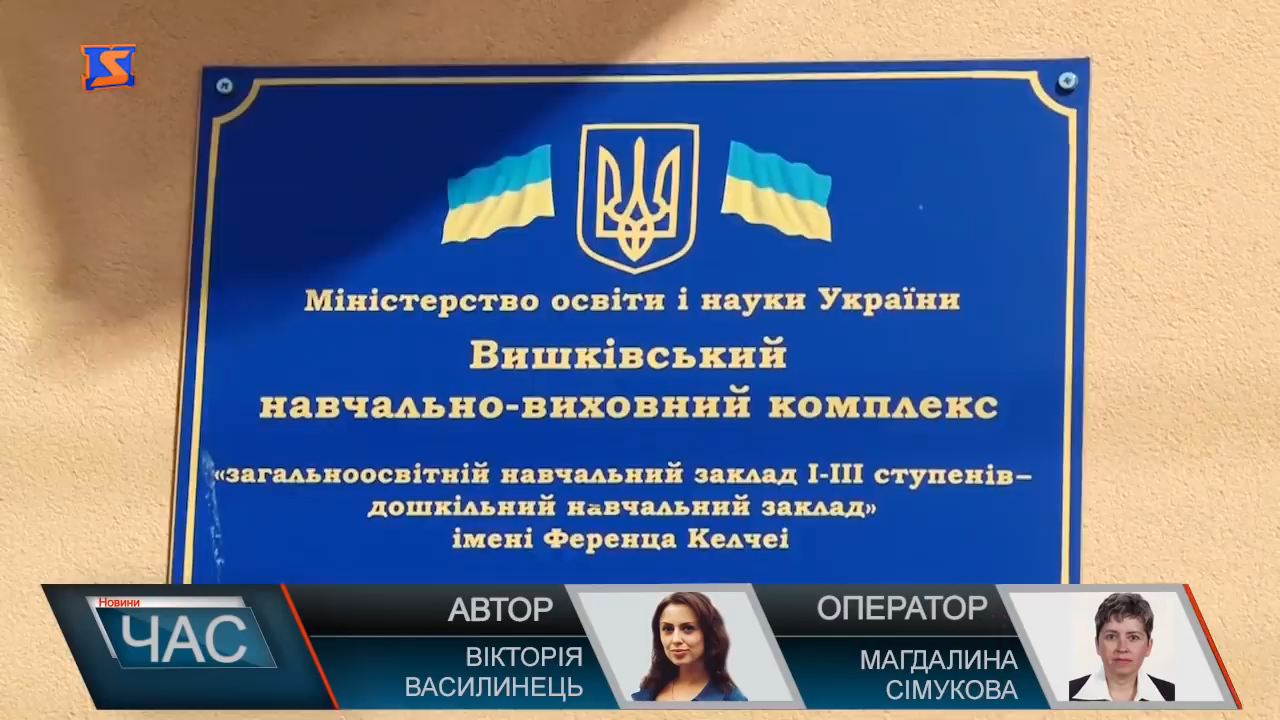 Міністерство освіти і науки України
Вишківський
навчально-виховний комплекс
«загальноосвітній навчальний заклад І-ІІІ ступенів–
дошкільний навчальний заклад»
імені Ференца Келчеі
Новини
ЧАС
АВТОР
ВІКТОРІЯ
ВАСИЛИНЕЦЬ
ОПЕРАТОР
МАГДАЛИНА
СІМУКОВА